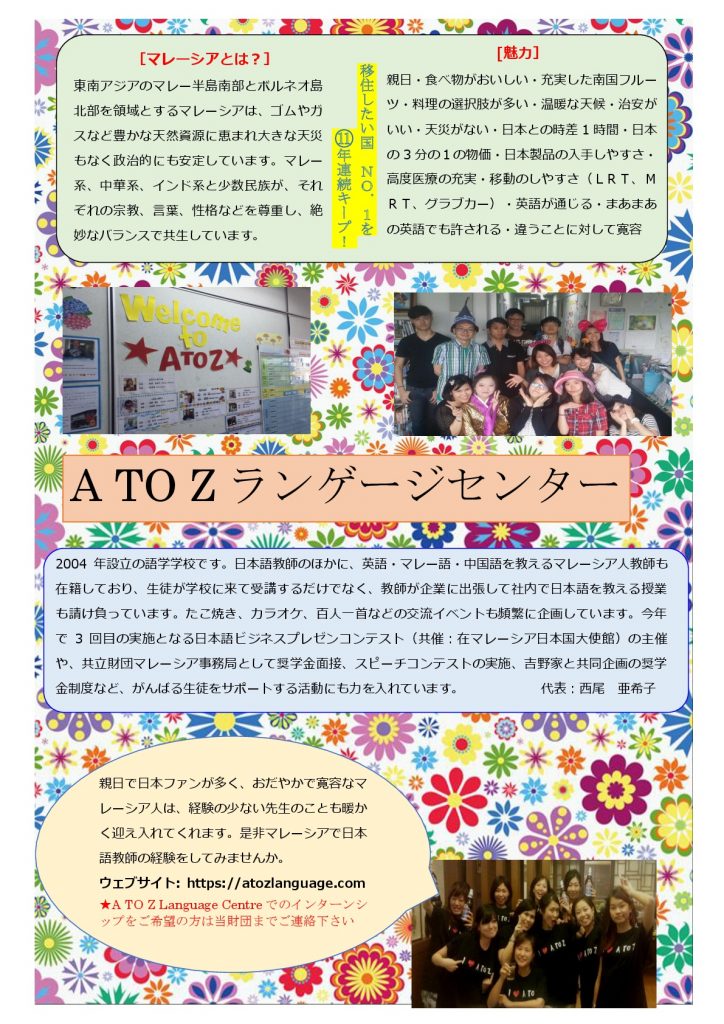 ［マレーシアとは？］
東南アジアのマレー半島南部とボルネオ島
北部を領域とするマレーシアは、ゴムやガ
スなど豊かな天然資源に恵まれ大きな天災
もなく政治的にも安定しています。マレー
系、中華系、インド系と少数民族が、それ
ぞれの宗教、言葉、性格などを尊重し、絶
妙なバランスで共生しています。
移住したい国　NO．１を
⑪年連続キープ！
[魅力]
親日・食べ物がおいしい・充実した南国フルー
ツ・料理の選択肢が多い・温暖な天候・治安が
いい・天災がない・日本との時差１時間・日本
の３分の１の物価・日本製品の入手しやすさ・
高度医療の充実・移動のしやすさ（ＬＲＴ、Ｍ
ＲＴ、グラブカー）・英語が通じる・まあまあ
の英語でも許される・違うことに対して寛容
Welcome
to
★ A TO Z ★
A TO Z ランゲージセンター
2004 年設立の語学学校です。日本語教師のほかに、英語・マレー語・中国語を教えるマレーシア人教師も
在籍しており、生徒が学校に来て受講するだけでなく、教師が企業に出張して社内で日本語を教える授業
も請け負っています。たこ焼き、カラオケ、百人一首などの交流イベントも頻繁に企画しています。今年
で 3 回目の実施となる日本語ビジネスプレゼンコンテスト（共催：在マレーシア日本国大使館）の主催
や、共立財団マレーシア事務局として奨学金面接、スピーチコンテストの実施、吉野家と共同企画の奨学
金制度など、がんばる生徒をサポートする活動にも力を入れています。　代表：西尾　亜希子
親日で日本ファンが多く、おだやかで寛容なマ
レーシア人は、経験の少ない先生のことも暖か
く迎え入れてくれます。是非マレーシアで日本
語教師の経験をしてみませんか。
ウェブサイト: https://atozlanguage.com
★A TO Z Language Centre でのインターンシ
ップをご希望の方は当財団までご連絡下さい
I ♥ A TO Z
I ♥ A TO Z
I ♥ A TO Z